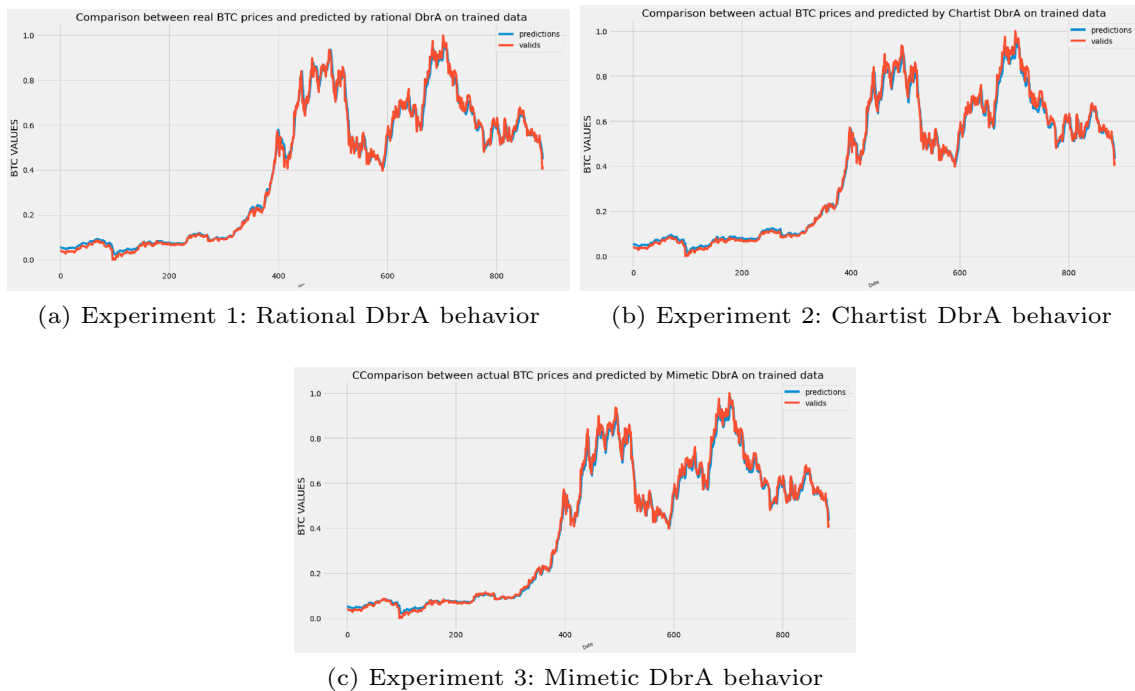 Comparison between real BTC prices and predicted by rational DbrA on trained data
predictions
valids
BTC VALUES
1.0
0.8
0.6
0.4
0.2
0.0
0
200
400
600
800
(a) Experiment 1: Rational DbrA behavior
Comparison between actual BTC prices and predicted by Chartist DbrA on trained data
predictions
valids
BTC VALUES
1.0
0.8
0.6
0.4
0.2
0.0
0
200
400
600
800
Date
(b) Experiment 2: Chartist DbrA behavior
CComparison between actual BTC prices and predicted by Mimetic DbrA on trained data
predictions
valids
BTC VALUES
1.0
0.8
0.6
0.4
0.2
0.0
0
200
400
600
800
Date
(c) Experiment 3: Mimetic DbrA behavior